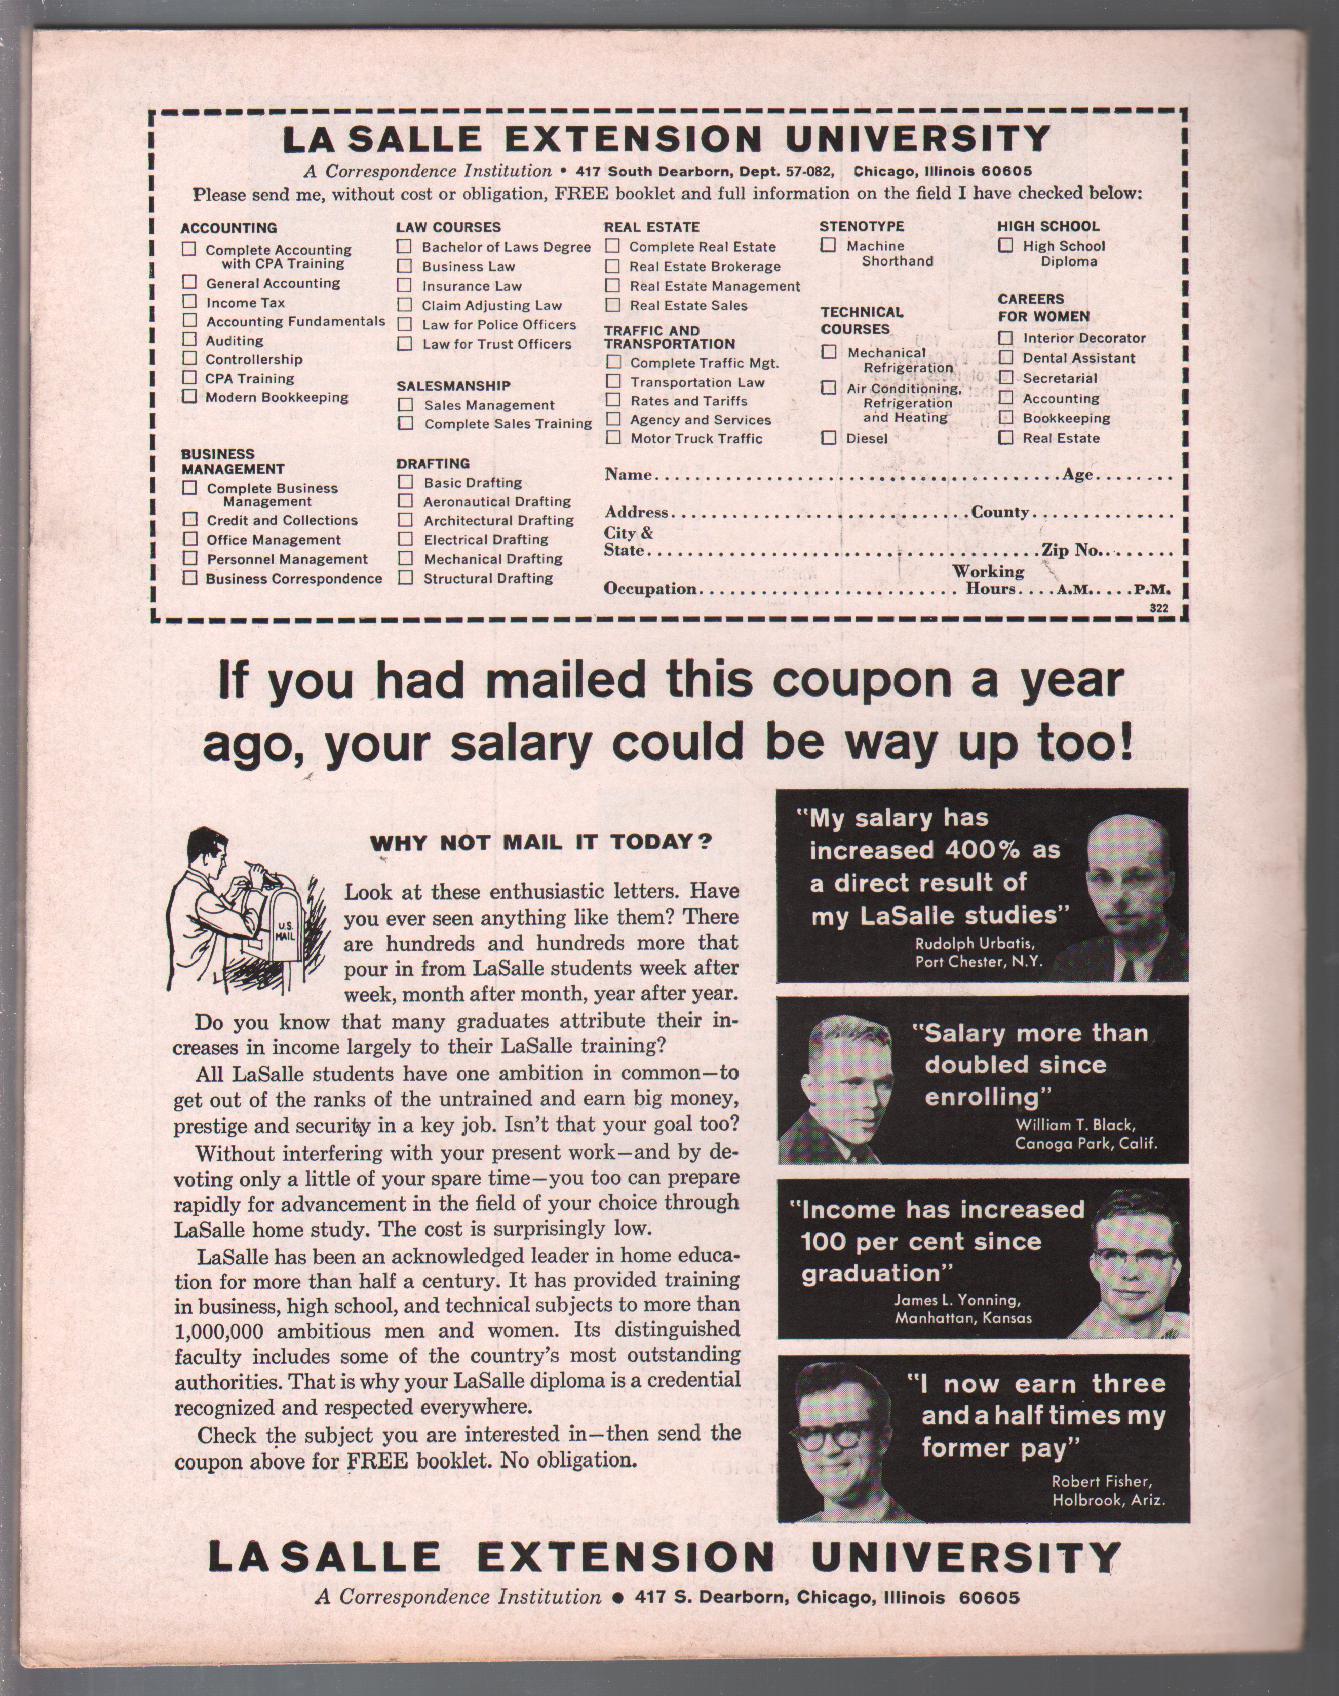 LA SALLE EXTENSION UNIVERSITY
A Correspondence Institution • 417 South Dearborn, Dept. 57-082, Chicago, Illinois 60605
Please send me, without cost or obligation, FREE booklet and full information on the field I have checked below:
ACCOUNTING
☐ Complete Accounting
with CPA Training
☐ General Accounting
☐ Income Tax
☐ Accounting Fundamentals
☐ Auditing
☐ Controllership
☐ CPA Training
☐ Modern Bookkeeping
BUSINESS
MANAGEMENT
☐ Complete Business
Management
☐ Credit and Collections
☐ Office Management
☐ Personnel Management
☐ Business Correspondence
LAW COURSES
☐ Bachelor of Laws Degree
☐ Business Law
☐ Insurance Law
☐ Claim Adjusting Law
☐ Law for Police Officers
☐ Law for Trust Officers
SALESMANSHIP
☐ Sales Management
☐ Complete Sales Training
DRAFTING
☐ Basic Drafting
☐ Aeronautical Drafting
☐ Architectural Drafting
☐ Electrical Drafting
☐ Mechanical Drafting
☐ Structural Drafting
REAL ESTATE
☐ Complete Real Estate
☐ Real Estate Brokerage
☐ Real Estate Management
☐ Real Estate Sales
TRAFFIC AND
TRANSPORTATION
☐ Complete Traffic Mgt.
☐ Transportation Law
☐ Rates and Tariffs
☐ Agency and Services
☐ Motor Truck Traffic
STENOTYPE
☐ Machine
Shorthand
TECHNICAL
COURSES
☐ Mechanical
Refrigeration
☐ Air Conditioning,
Refrigeration
and Heating
☐ Diesel
HIGH SCHOOL
☐ High School
Diploma
CAREERS
FOR WOMEN
☐ Interior Decorator
☐ Dental Assistant
☐ Secretarial
☐ Accounting
☐ Bookkeeping
☐ Real Estate
Name........................................Age........
Address..............................County..............
City &
State.......................................Zip No........
Working
Occupation......................... Hours....A.M.....P.M.
322
If you had mailed this coupon a year
ago, your salary could be way up too!
U.S.
MAIL
WHY NOT MAIL IT TODAY?
Look at these enthusiastic letters. Have
you ever seen anything like them? There
are hundreds and hundreds more that
pour in from LaSalle students week after
week, month after month, year after year.
Do you know that many graduates attribute their in-
creases in income largely to their LaSalle training?
All LaSalle students have one ambition in common—to
get out of the ranks of the untrained and earn big money,
prestige and security in a key job. Isn't that your goal too?
Without interfering with your present work—and by de-
voting only a little of your spare time—you too can prepare
rapidly for advancement in the field of your choice through
LaSalle home study. The cost is surprisingly low.
LaSalle has been an acknowledged leader in home educa-
tion for more than half a century. It has provided training
in business, high school, and technical subjects to more than
1,000,000 ambitious men and women. Its distinguished
faculty includes some of the country's most outstanding
authorities. That is why your LaSalle diploma is a credential
recognized and respected everywhere.
Check the subject you are interested in—then send the
coupon above for FREE booklet. No obligation.
"My salary has
increased 400% as
a direct result of
my LaSalle studies"
Rudolph Urbatis,
Port Chester, N.Y.
"Salary more than
doubled since
enrolling"
William T. Black,
Canoga Park, Calif.
"Income has increased
100 per cent since
graduation"
James L. Yonning,
Manhattan, Kansas
"I now earn three
and a half times my
former pay"
Robert Fisher,
Holbrook, Ariz.
LASALLE EXTENSION UNIVERSITY
A Correspondence Institution • 417 S. Dearborn, Chicago, Illinois 60605